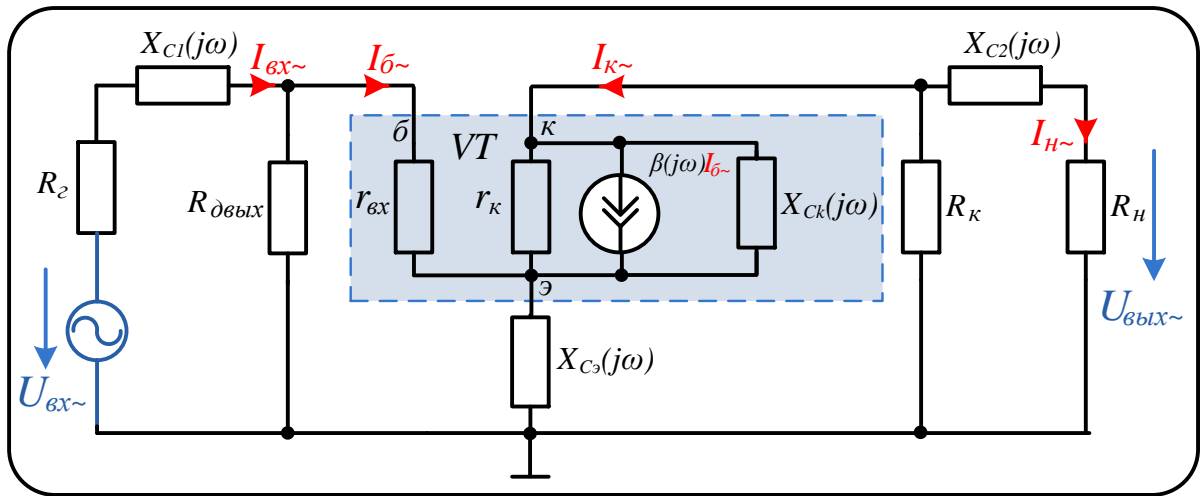 X_C1(jω)
I_вх~
I_б~
I_к~
X_C2(jω)
б
к
VT
I_н~
R_г
R_двых
r_вх
r_к
β(jω)I_б~
X_Ck(jω)
R_к
R_н
э
U_вх~
X_Cэ(jω)
U_вых~